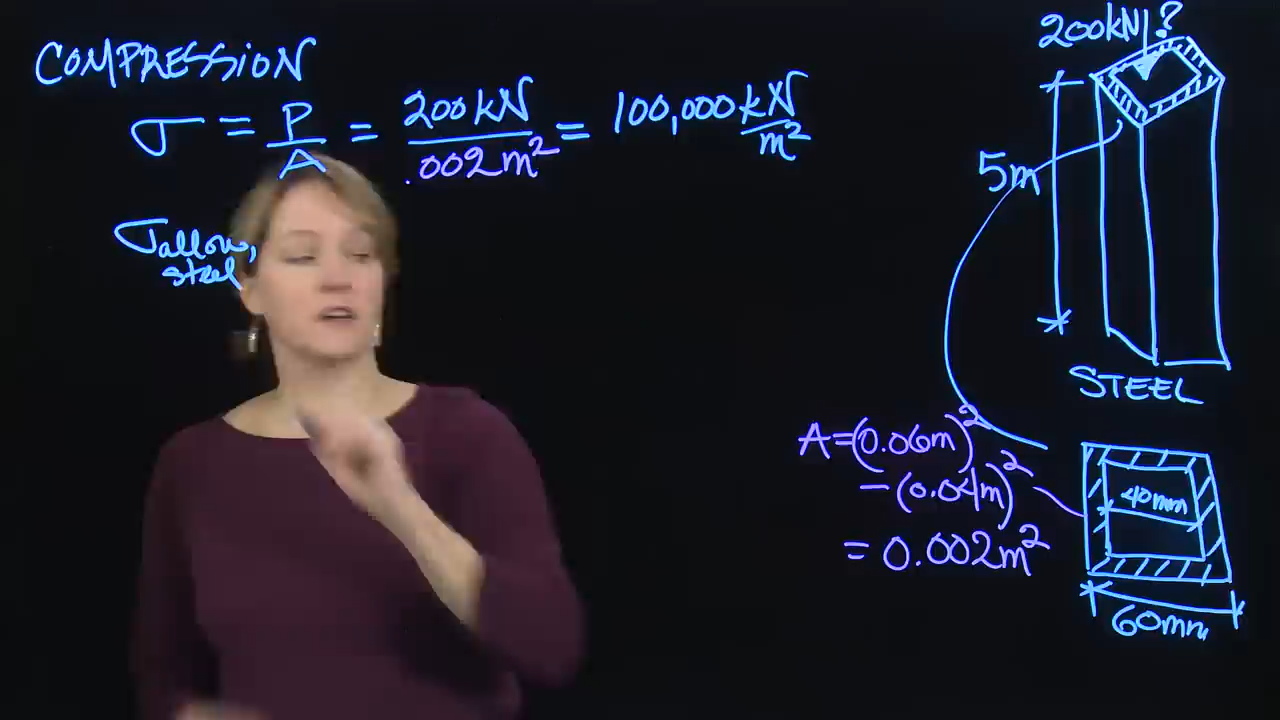 COMPRESSION
σ = P/A = 200kN/.002m² = 100,000 kN/m²
σallow,
steel
200kN ?
5m
STEEL
A=(0.06m)²
-(0.04m)²
= 0.002m²
40mm
60mm